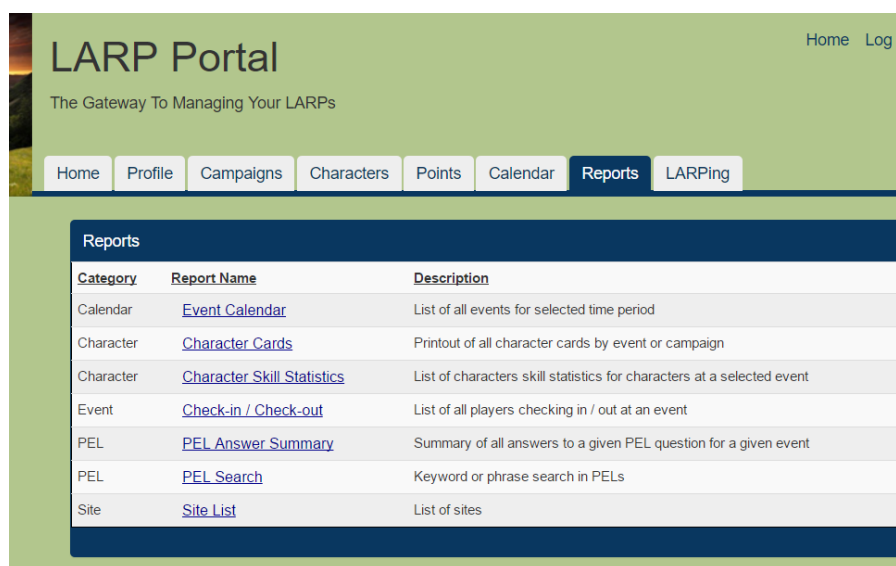 LARP Portal
Home Log
The Gateway To Managing Your LARPs
Home Profile Campaigns Characters Points Calendar Reports LARPing
Reports
Category Report Name Description
Calendar Event Calendar List of all events for selected time period
Character Character Cards Printout of all character cards by event or campaign
Character Character Skill Statistics List of characters skill statistics for characters at a selected event
Event Check-in / Check-out List of all players checking in / out at an event
PEL PEL Answer Summary Summary of all answers to a given PEL question for a given event
PEL PEL Search Keyword or phrase search in PELs
Site Site List List of sites